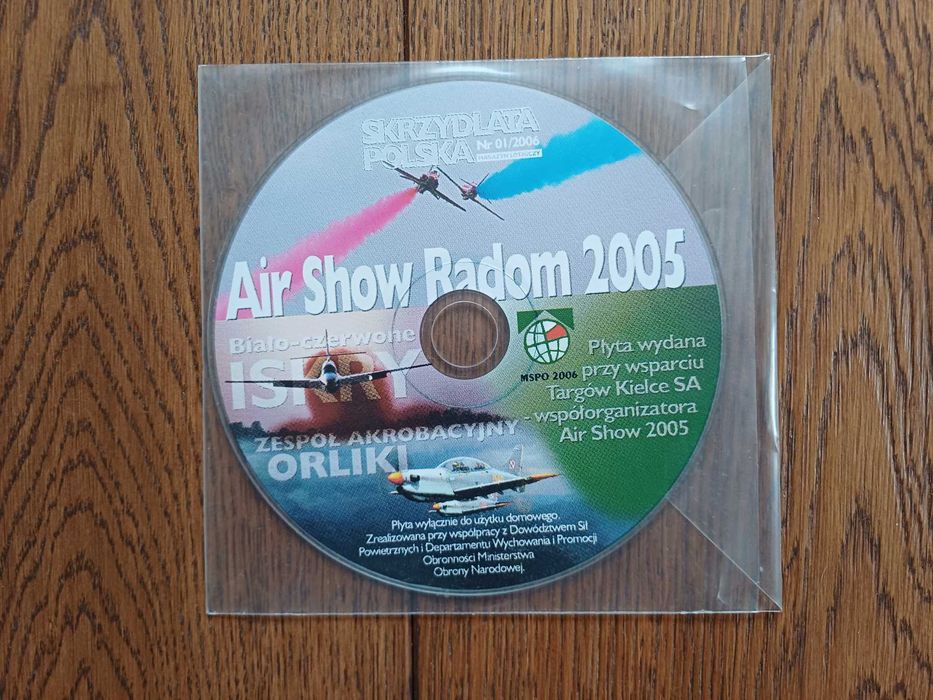 SKRZYDLATA
POLSKA Nr 01/2006
MAGAZYN LOTNICZY
Air Show Radom 2005
Biało-czerwone
ISKRY
MSPO 2006
Płyta wydana
przy wsparciu
Targów Kielce SA
- współorganizatora
Air Show 2005
ZESPÓŁ AKROBACYJNY
ORLIKI
Płyta wyłącznie do użytku domowego.
Zrealizowana przy współpracy z Dowództwem Sił
Powietrznych i Departamentu Wychowania i Promocji
Obronności Ministerstwa
Obrony Narodowej.